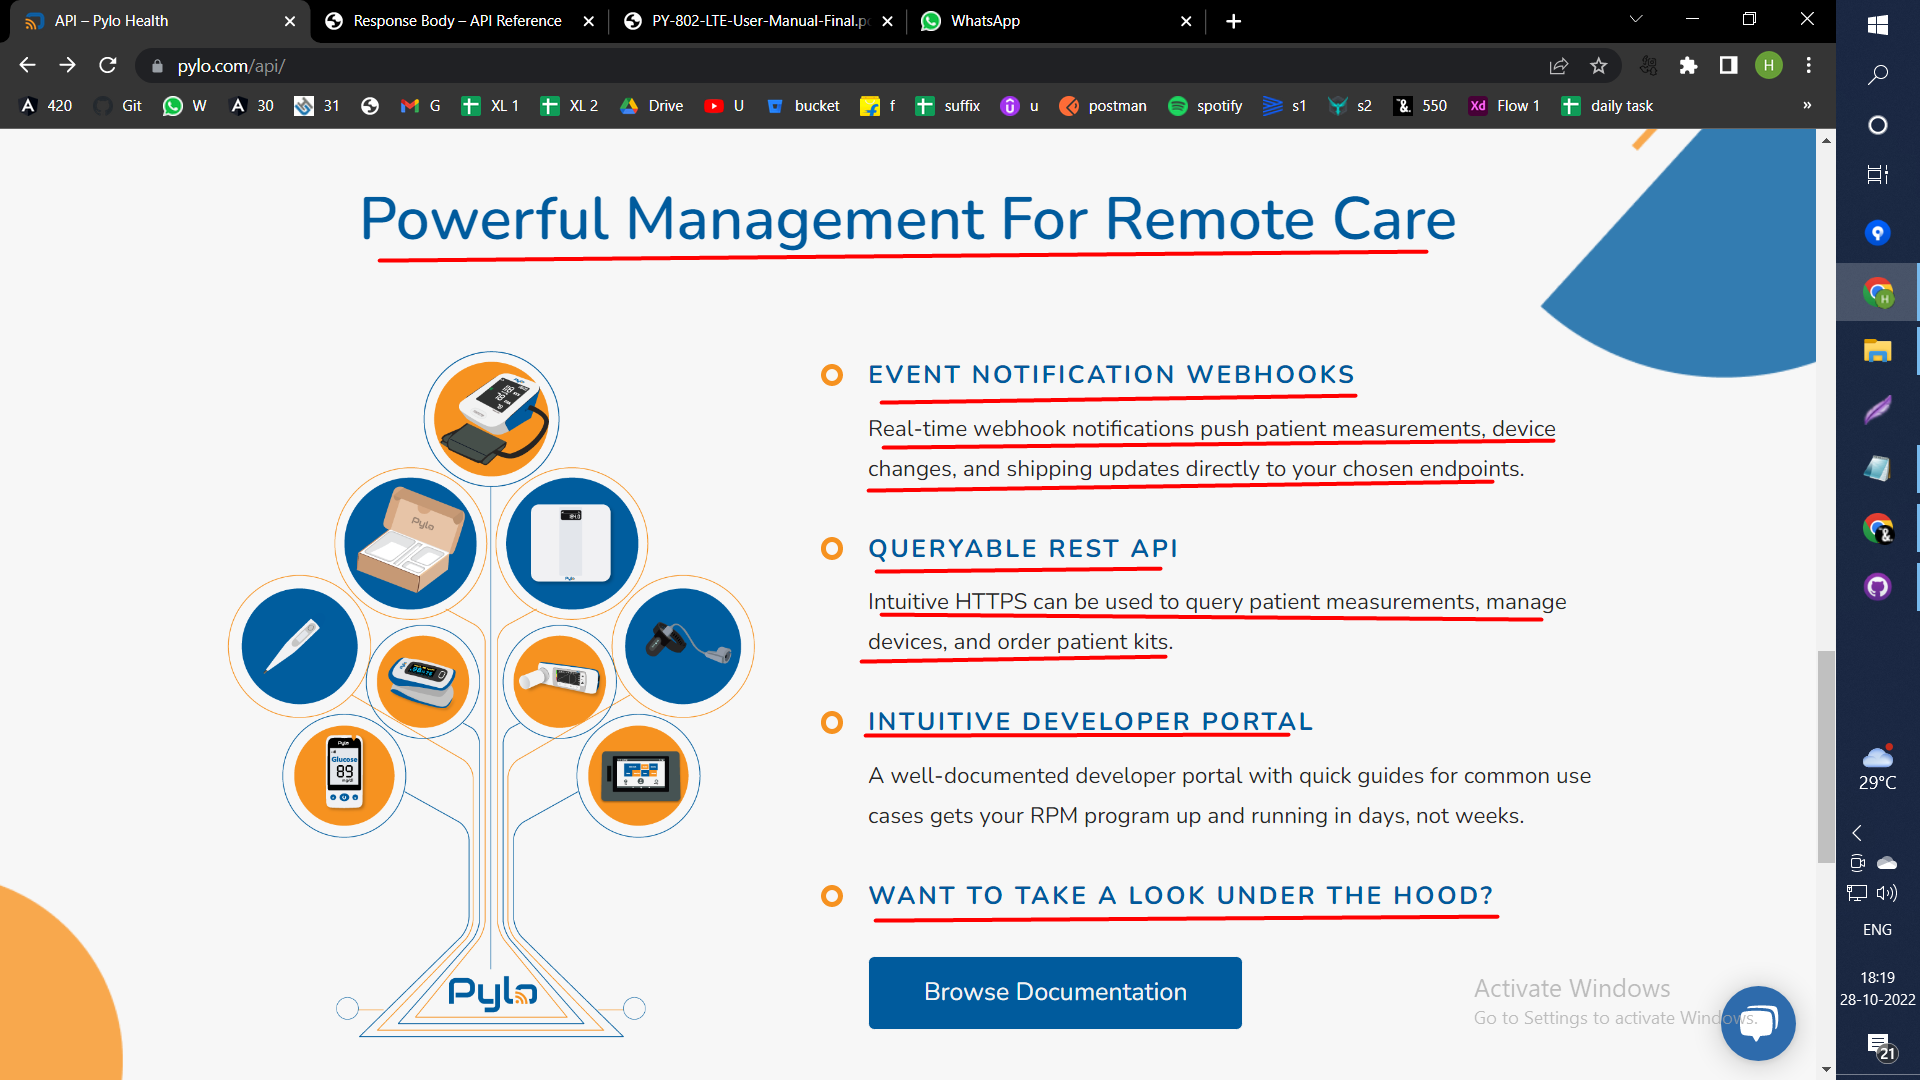 API – Pylo Health
Response Body – API Reference
PY-802-LTE-User-Manual-Final.p
WhatsApp
pylo.com/api/
H
420
Git
W
30
31
G
XL 1
XL 2
Drive
U
bucket
f
suffix
u
postman
spotify
s1
s2
550
Xd
Flow 1
daily task
»
Powerful Management For Remote Care
EVENT NOTIFICATION WEBHOOKS
Real-time webhook notifications push patient measurements, device
changes, and shipping updates directly to your chosen endpoints.
QUERYABLE REST API
Intuitive HTTPS can be used to query patient measurements, manage
devices, and order patient kits.
INTUITIVE DEVELOPER PORTAL
A well-documented developer portal with quick guides for common use
cases gets your RPM program up and running in days, not weeks.
WANT TO TAKE A LOOK UNDER THE HOOD?
Browse Documentation
Pylo
Pylo
Glucose
89
Pylo
Activate Windows
Go to Settings to activate Windows.
29°C
ENG
18:19
28-10-2022
21